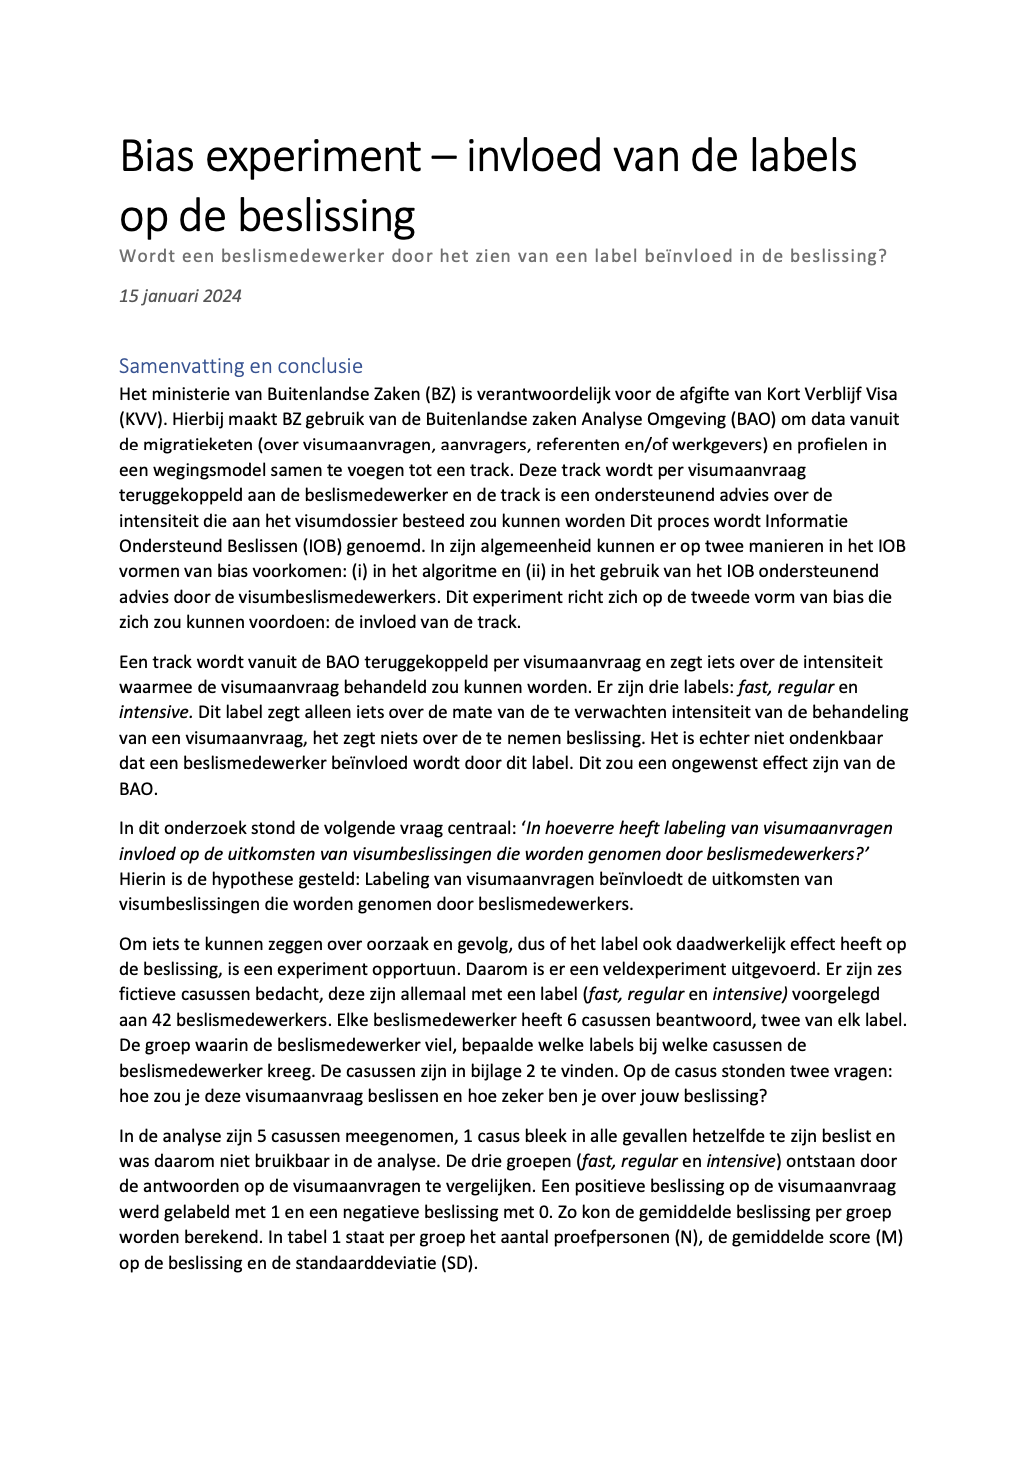 Bias experiment – invloed van de labels
op de beslissing
Wordt een beslismedewerker door het zien van een label beïnvloed in de beslissing?
15 januari 2024
Samenvatting en conclusie
Het ministerie van Buitenlandse Zaken (BZ) is verantwoordelijk voor de afgifte van Kort Verblijf Visa
(KVV). Hierbij maakt BZ gebruik van de Buitenlandse zaken Analyse Omgeving (BAO) om data vanuit
de migratieketen (over visumaanvragen, aanvragers, referenten en/of werkgevers) en profielen in
een wegingsmodel samen te voegen tot een track. Deze track wordt per visumaanvraag
teruggekoppeld aan de beslismedewerker en de track is een ondersteunend advies over de
intensiteit die aan het visumdossier besteed zou kunnen worden Dit proces wordt Informatie
Ondersteund Beslissen (IOB) genoemd. In zijn algemeenheid kunnen er op twee manieren in het IOB
vormen van bias voorkomen: (i) in het algoritme en (ii) in het gebruik van het IOB ondersteunend
advies door de visumbeslismedewerkers. Dit experiment richt zich op de tweede vorm van bias die
zich zou kunnen voordoen: de invloed van de track.
Een track wordt vanuit de BAO teruggekoppeld per visumaanvraag en zegt iets over de intensiteit
waarmee de visumaanvraag behandeld zou kunnen worden. Er zijn drie labels: fast, regular en
intensive. Dit label zegt alleen iets over de mate van de te verwachten intensiteit van de behandeling
van een visumaanvraag, het zegt niets over de te nemen beslissing. Het is echter niet ondenkbaar
dat een beslismedewerker beïnvloed wordt door dit label. Dit zou een ongewenst effect zijn van de
BAO.
In dit onderzoek stond de volgende vraag centraal: ‘In hoeverre heeft labeling van visumaanvragen
invloed op de uitkomsten van visumbeslissingen die worden genomen door beslismedewerkers?’
Hierin is de hypothese gesteld: Labeling van visumaanvragen beïnvloedt de uitkomsten van
visumbeslissingen die worden genomen door beslismedewerkers.
Om iets te kunnen zeggen over oorzaak en gevolg, dus of het label ook daadwerkelijk effect heeft op
de beslissing, is een experiment opportuun. Daarom is er een veldexperiment uitgevoerd. Er zijn zes
fictieve casussen bedacht, deze zijn allemaal met een label (fast, regular en intensive) voorgelegd
aan 42 beslismedewerkers. Elke beslismedewerker heeft 6 casussen beantwoord, twee van elk label.
De groep waarin de beslismedewerker viel, bepaalde welke labels bij welke casussen de
beslismedewerker kreeg. De casussen zijn in bijlage 2 te vinden. Op de casus stonden twee vragen:
hoe zou je deze visumaanvraag beslissen en hoe zeker ben je over jouw beslissing?
In de analyse zijn 5 casussen meegenomen, 1 casus bleek in alle gevallen hetzelfde te zijn beslist en
was daarom niet bruikbaar in de analyse. De drie groepen (fast, regular en intensive) ontstaan door
de antwoorden op de visumaanvragen te vergelijken. Een positieve beslissing op de visumaanvraag
werd gelabeld met 1 en een negatieve beslissing met 0. Zo kon de gemiddelde beslissing per groep
worden berekend. In tabel 1 staat per groep het aantal proefpersonen (N), de gemiddelde score (M)
op de beslissing en de standaarddeviatie (SD).